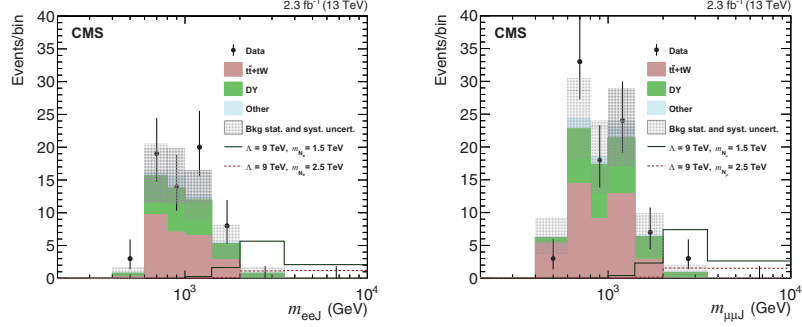 2.3 fb⁻¹ (13 TeV)
CMS
Events/bin
40
35
30
25
20
15
10
5
0
Data
tt̄+tW
DY
Other
Bkg stat. and syst. uncert.
Λ = 9 TeV, m_Nₑ = 1.5 TeV
Λ = 9 TeV, m_Nₑ = 2.5 TeV
10³
10⁴
m_eeJ (GeV)
2.3 fb⁻¹ (13 TeV)
CMS
Events/bin
40
35
30
25
20
15
10
5
0
Data
tt̄+tW
DY
Other
Bkg stat. and syst. uncert.
Λ = 9 TeV, m_N_μ = 1.5 TeV
Λ = 9 TeV, m_N_μ = 2.5 TeV
10³
10⁴
m_μμJ (GeV)